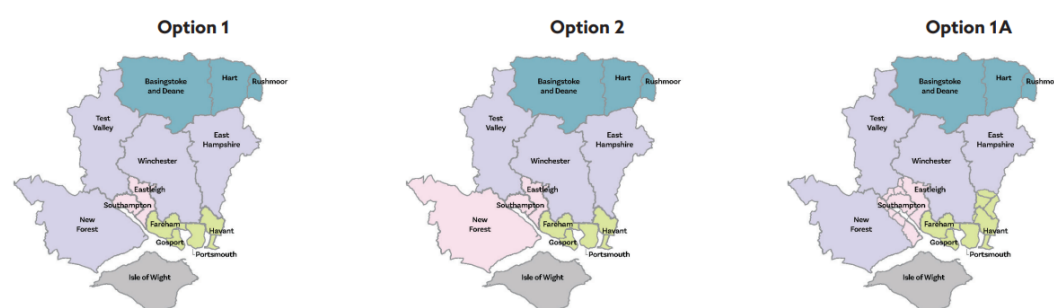 Option 1
Basingstoke
and Deane
Hart
Rushmoor
Test
Valley
East
Hampshire
Winchester
Eastleigh
Southampton
New
Forest
Fareham
Havant
Gosport
Portsmouth
Isle of Wight
Option 2
Basingstoke
and Deane
Hart
Rushmoor
Test
Valley
East
Hampshire
Winchester
Eastleigh
Southampton
New
Forest
Fareham
Havant
Gosport
Portsmouth
Isle of Wight
Option 1A
Basingstoke
and Deane
Hart
Rushmo
Test
Valley
East
Hampshire
Winchester
Eastleigh
Southampton
New
Forest
Fareham
Havant
Gosport
Portsmouth
Isle of Wight